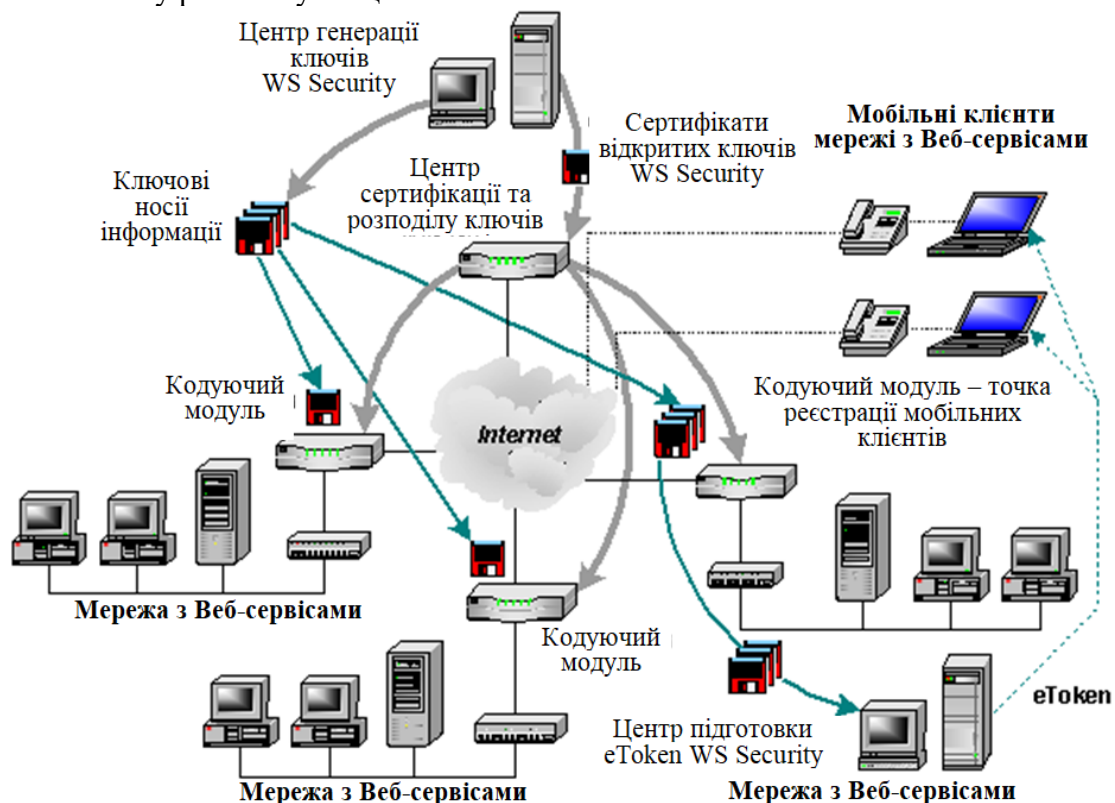 Центр генерації
ключів
WS Security
Сертифікати
відкритих ключів
WS Security
Мобільні клієнти
мережі з Веб-сервісами
Ключові
носії
інформації
Центр
сертифікації та
розподілу ключів
Кодуючий
модуль
Internet
Кодуючий модуль – точка
реєстрації мобільних
клієнтів
Мережа з Веб-сервісами
Кодуючий
модуль
Центр підготовки
eToken WS Security
eToken
Мережа з Веб-сервісами
Мережа з Веб-сервісами